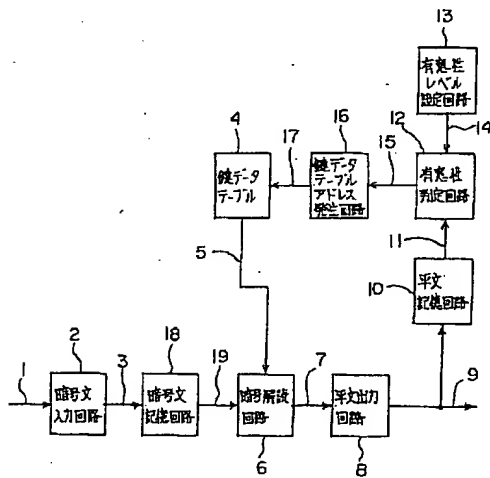 13
有意性
レベル
設定回路
14
4
鍵データ
テーブル
17
16
鍵データ
テーブル
アドレス
発生回路
15
12
有意性
判定回路
11
10
平文
記憶回路
5
1
2
暗号文
入力回路
3
18
暗号文
記憶回路
19
暗号解読
回路
6
7
平文出力
回路
8
9